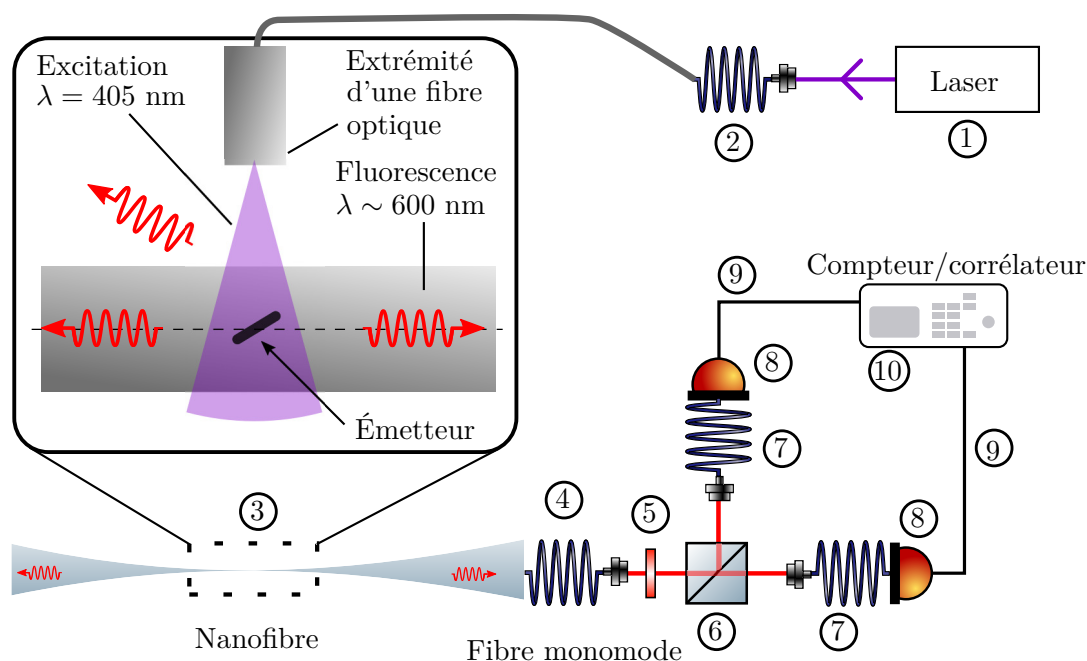 Excitation
λ = 405 nm
Extrémité
d'une fibre
optique
Fluorescence
λ ∼ 600 nm
Émetteur
Laser
1
2
Compteur/corrélateur
9
8
10
7
9
3
4
5
8
6
7
Nanofibre
Fibre monomode